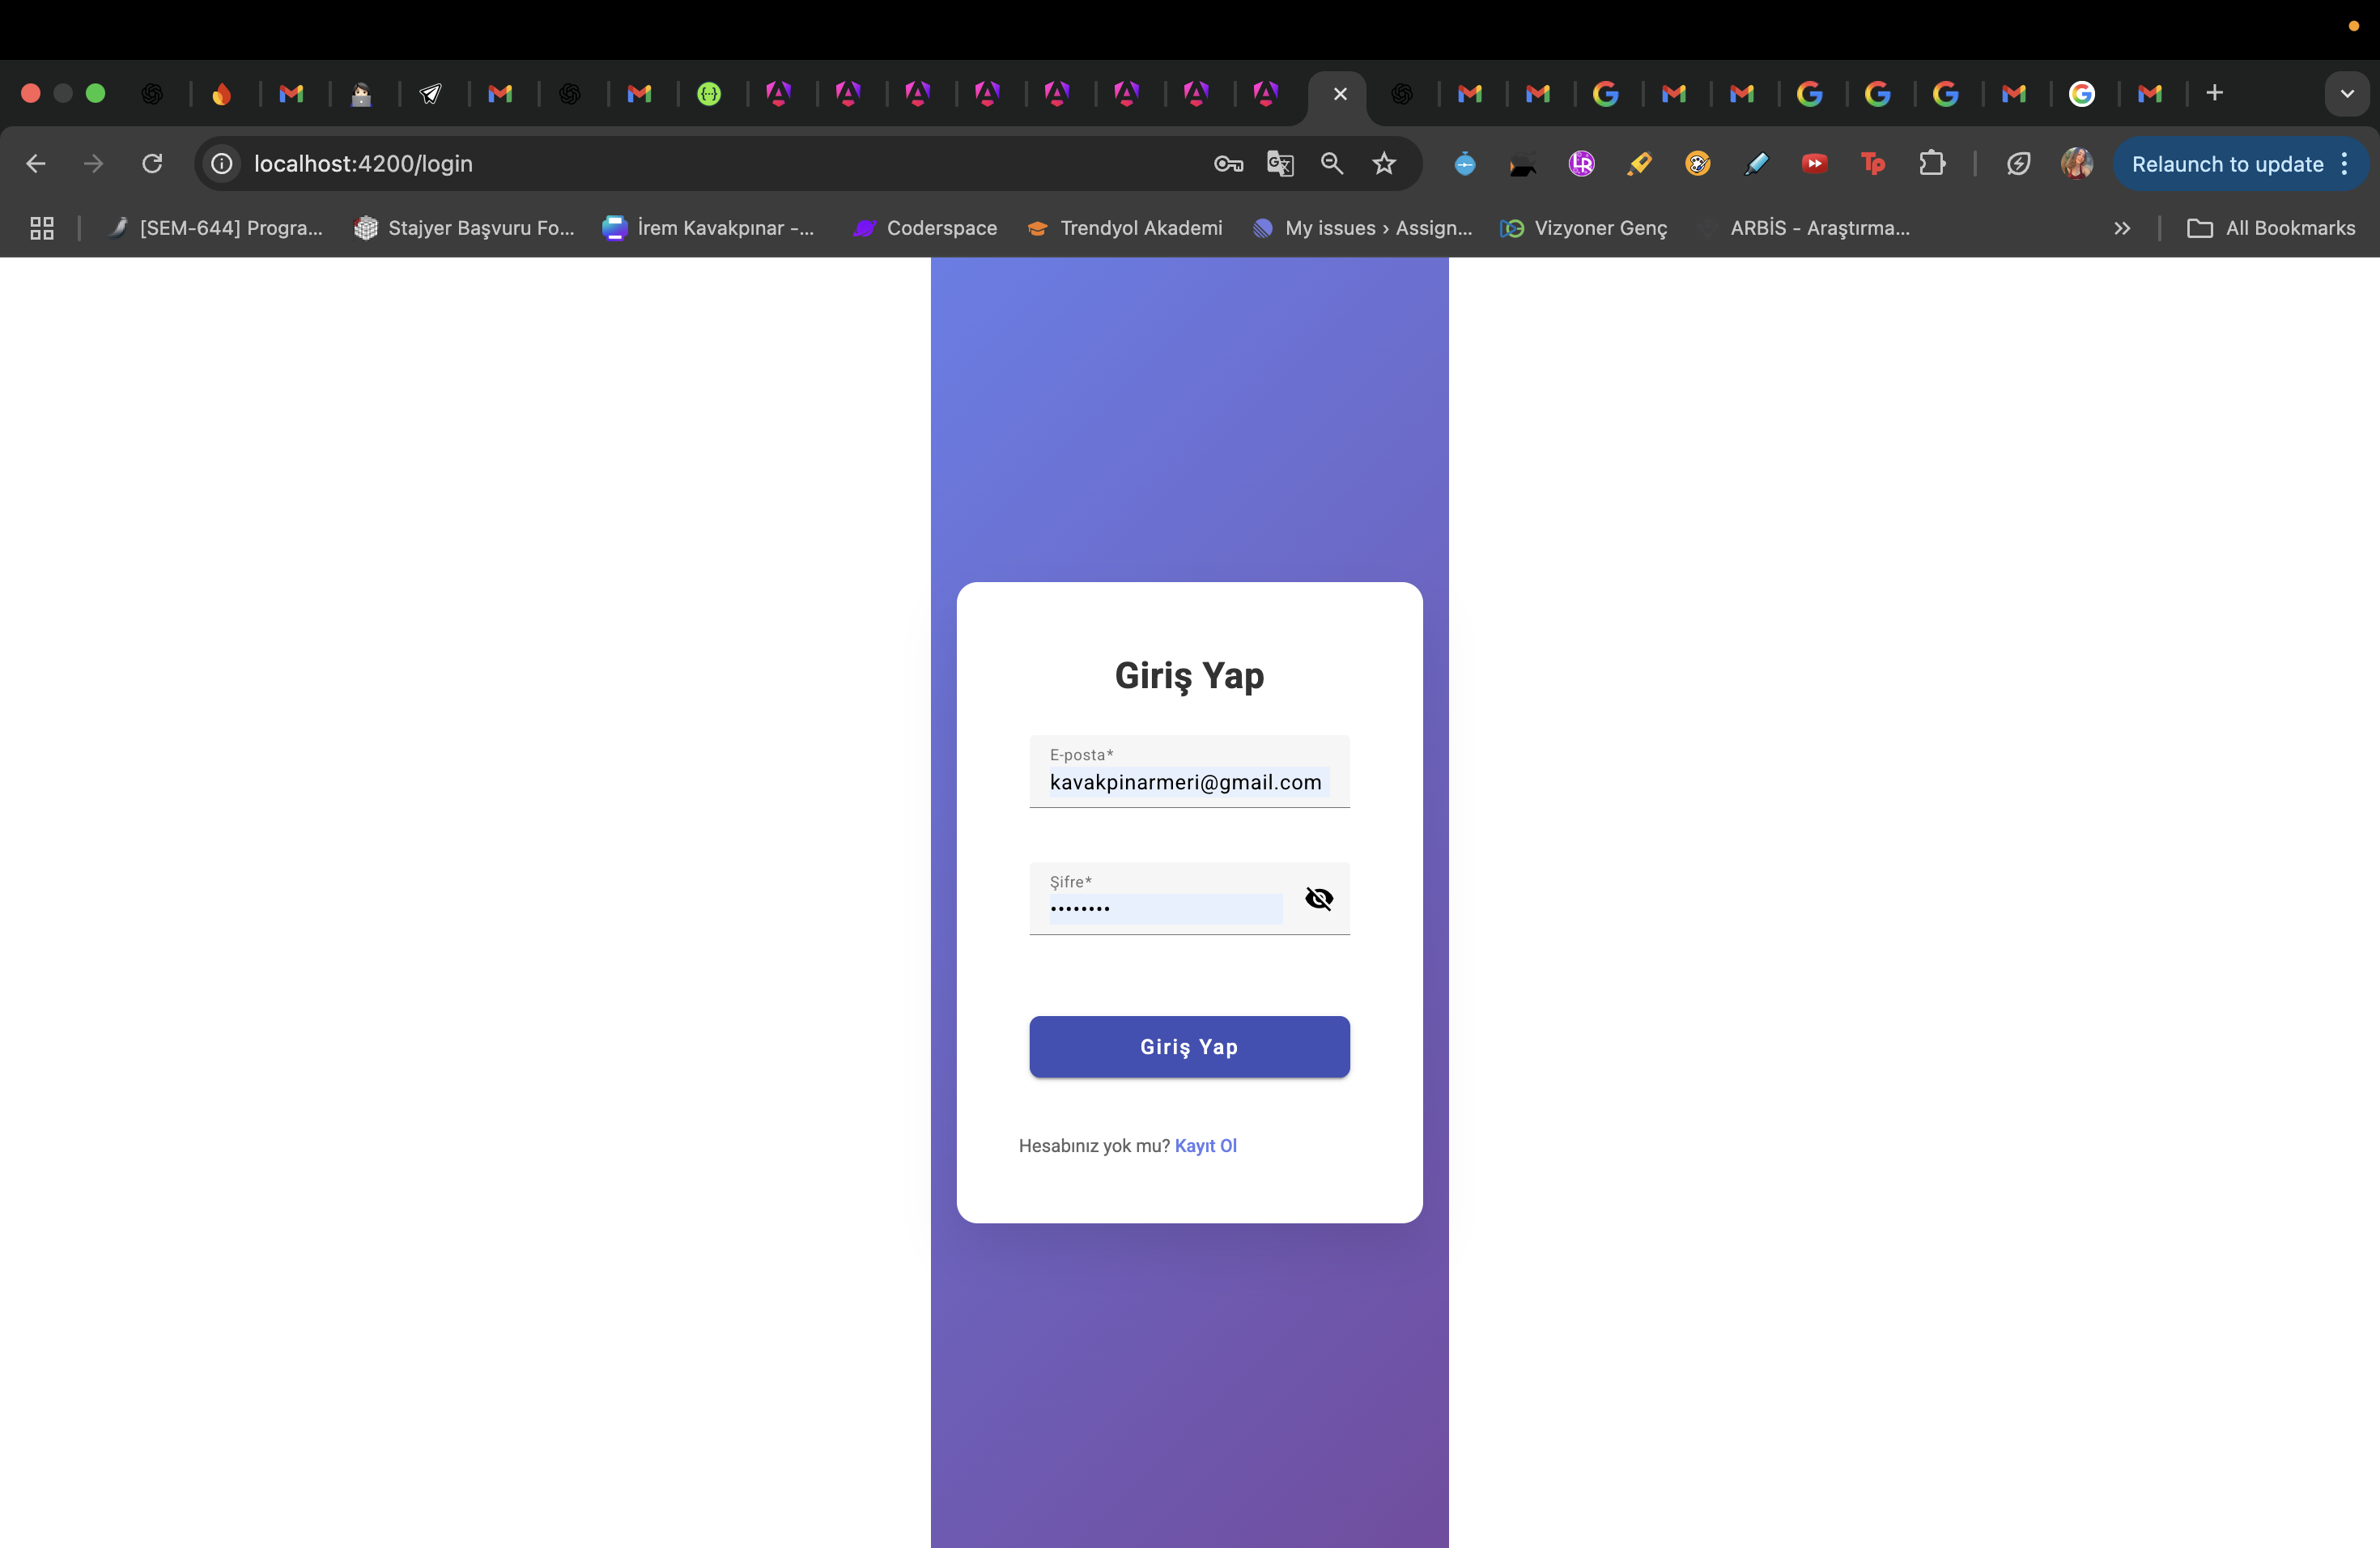 localhost:4200/login
Relaunch to update
[SEM-644] Progra...
Stajyer Başvuru Fo...
İrem Kavakpınar -...
Coderspace
Trendyol Akademi
My issues › Assign...
Vizyoner Genç
ARBİS - Araştırma...
All Bookmarks
Giriş Yap
E-posta*
kavakpinarmeri@gmail.com
Şifre*
••••••••
Giriş Yap
Hesabınız yok mu? Kayıt Ol